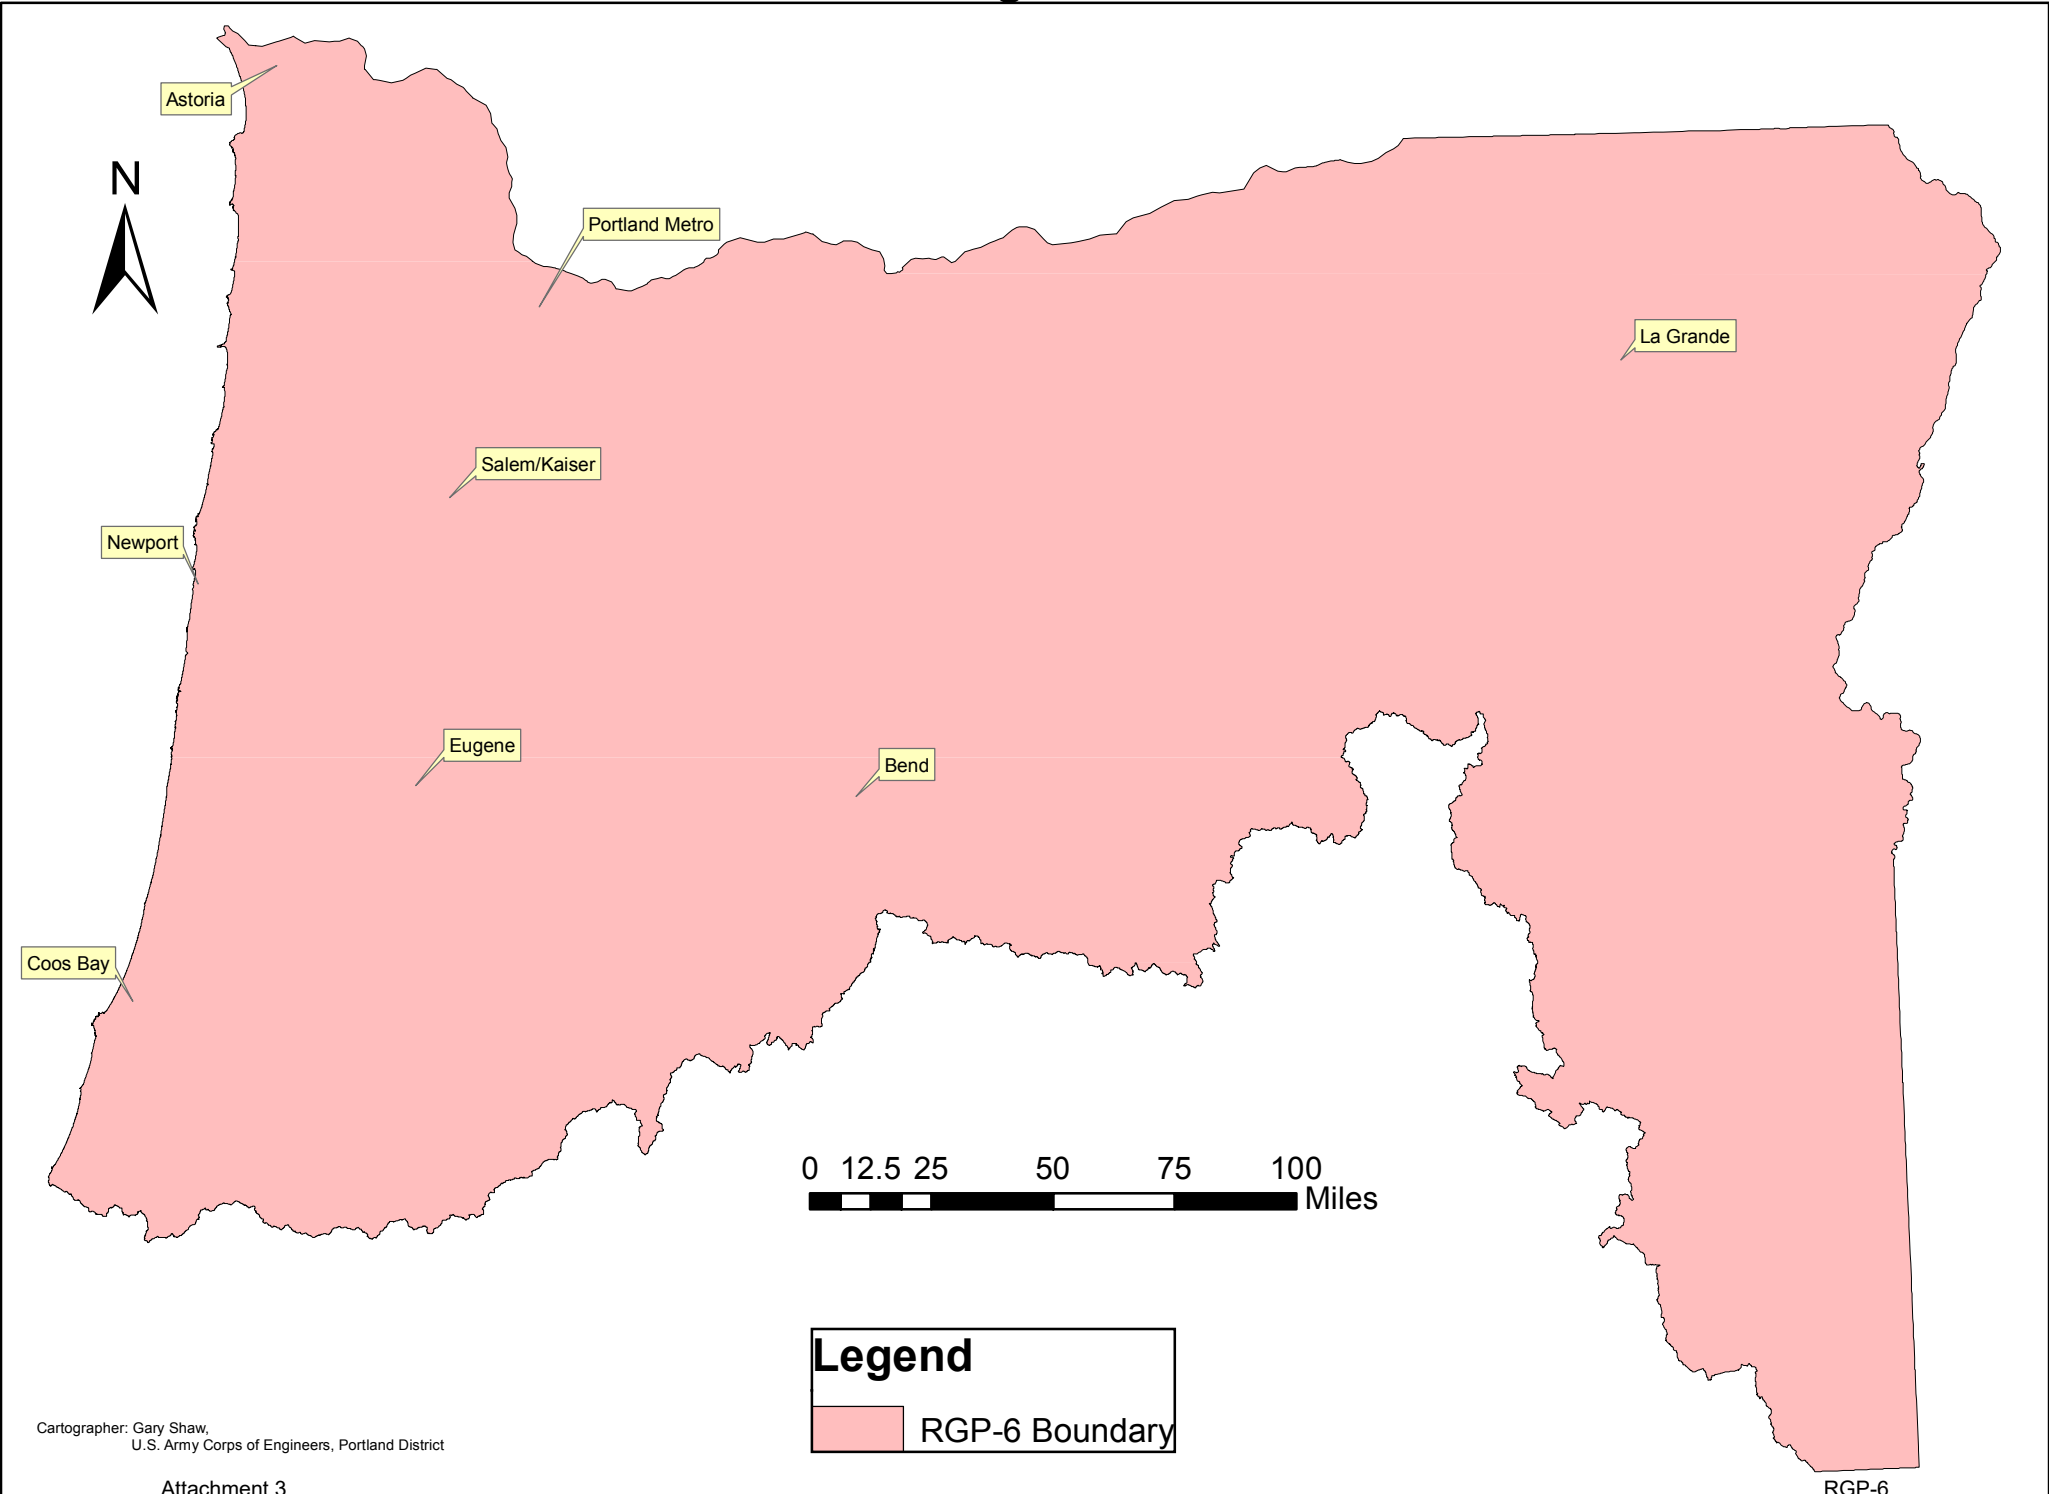 Astoria
N
Portland Metro
La Grande
Salem/Kaiser
Newport
Eugene
Bend
Coos Bay
0 12.5 25 50 75 100
Miles
Legend
RGP-6 Boundary
Cartographer: Gary Shaw,
U.S. Army Corps of Engineers, Portland District
Attachment 3
RGP-6